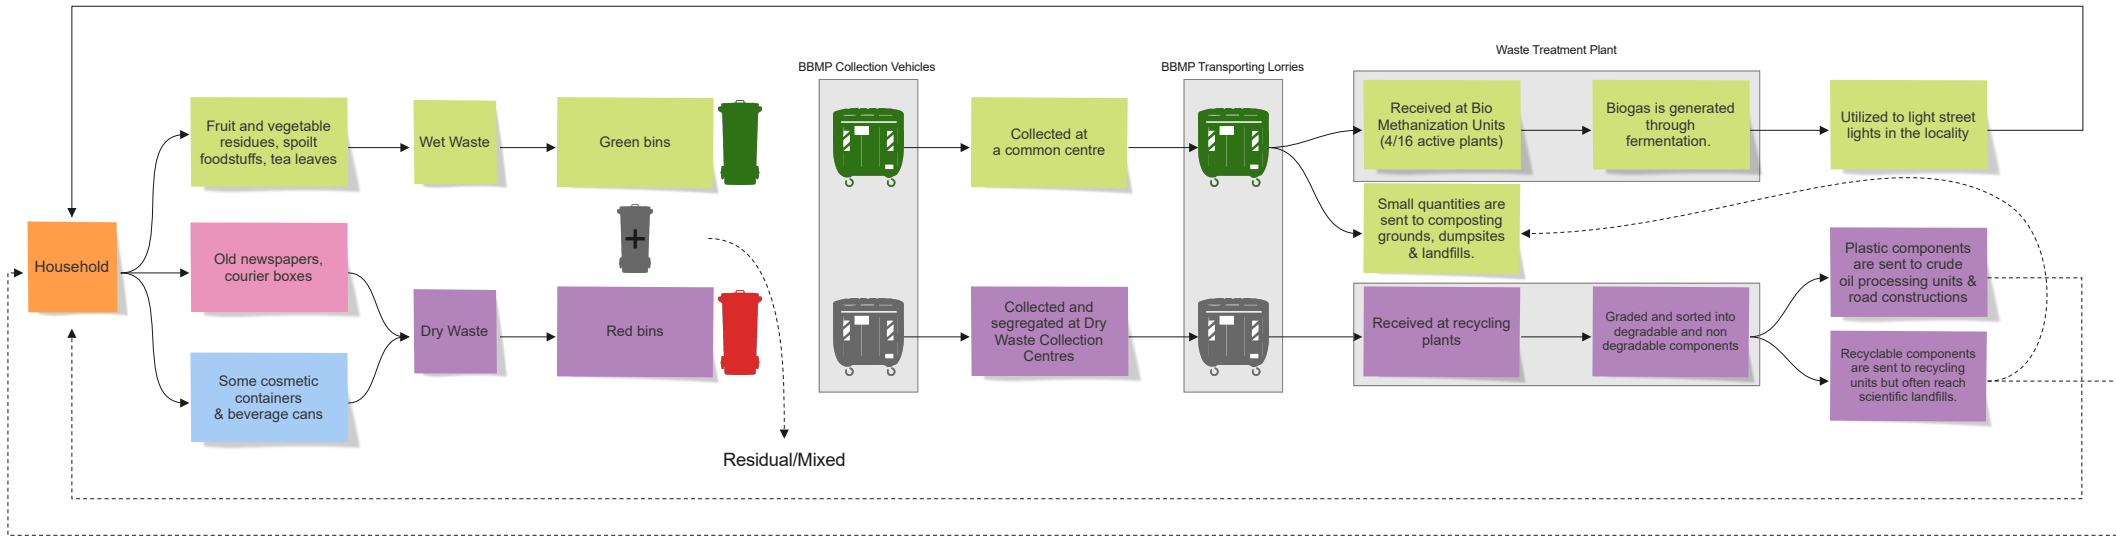 Waste Treatment Plant
BBMP Collection Vehicles
BBMP Transporting Lorries
Fruit and vegetable
residues, spoilt
foodstuffs, tea leaves
Wet Waste
Green bins
Collected at
a common centre
Received at Bio
Methanization Units
(4/16 active plants)
Biogas is generated
through
fermentation.
Utilized to light street
lights in the locality
Small quantities are
sent to composting
grounds, dumpsites
& landfills.
Household
Old newspapers,
courier boxes
+
Plastic components
are sent to crude
oil processing units &
road constructions
Dry Waste
Red bins
Collected and
segregated at Dry
Waste Collection
Centres
Received at recycling
plants
Graded and sorted into
degradable and non
degradable components
Recyclable components
are sent to recycling
units but often reach
scientific landfills.
Some cosmetic
containers
& beverage cans
Residual/Mixed